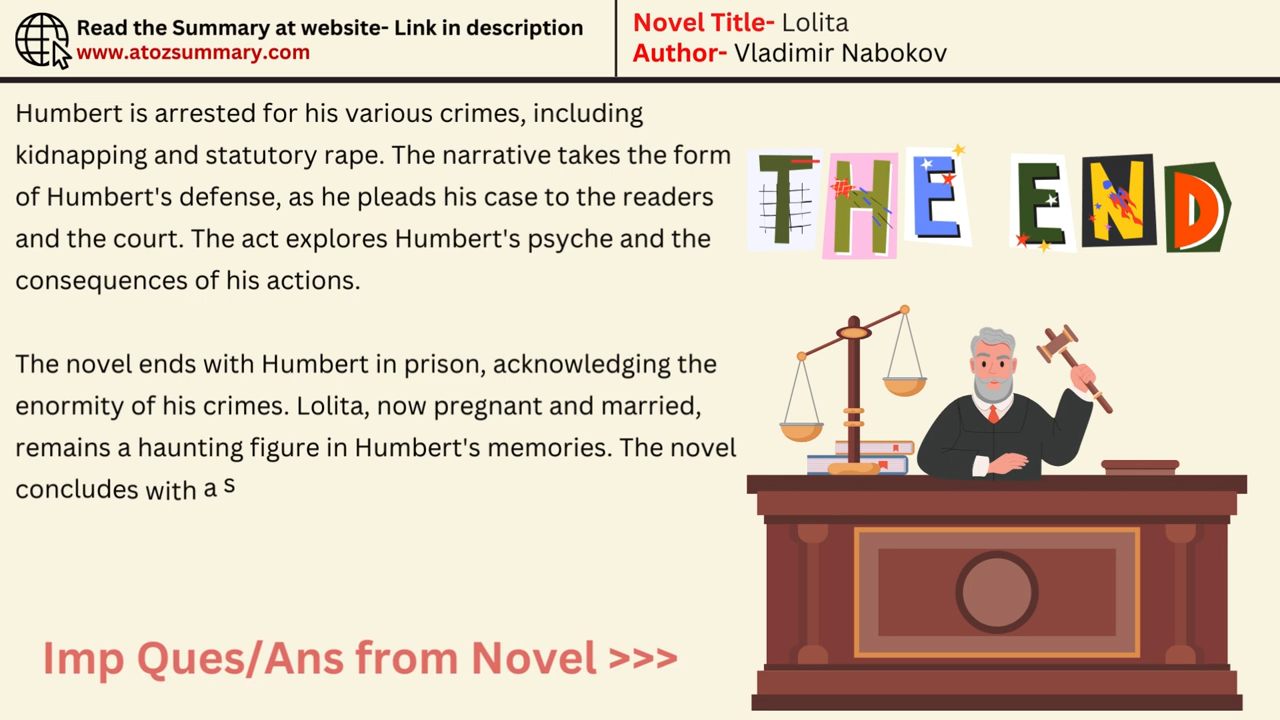 Read the Summary at website- Link in description
www.atozsummary.com
Novel Title- Lolita
Author- Vladimir Nabokov
Humbert is arrested for his various crimes, including
kidnapping and statutory rape. The narrative takes the form
of Humbert's defense, as he pleads his case to the readers
and the court. The act explores Humbert's psyche and the
consequences of his actions.
The novel ends with Humbert in prison, acknowledging the
enormity of his crimes. Lolita, now pregnant and married,
remains a haunting figure in Humbert's memories. The novel
concludes with a s
THE END
Imp Ques/Ans from Novel >>>